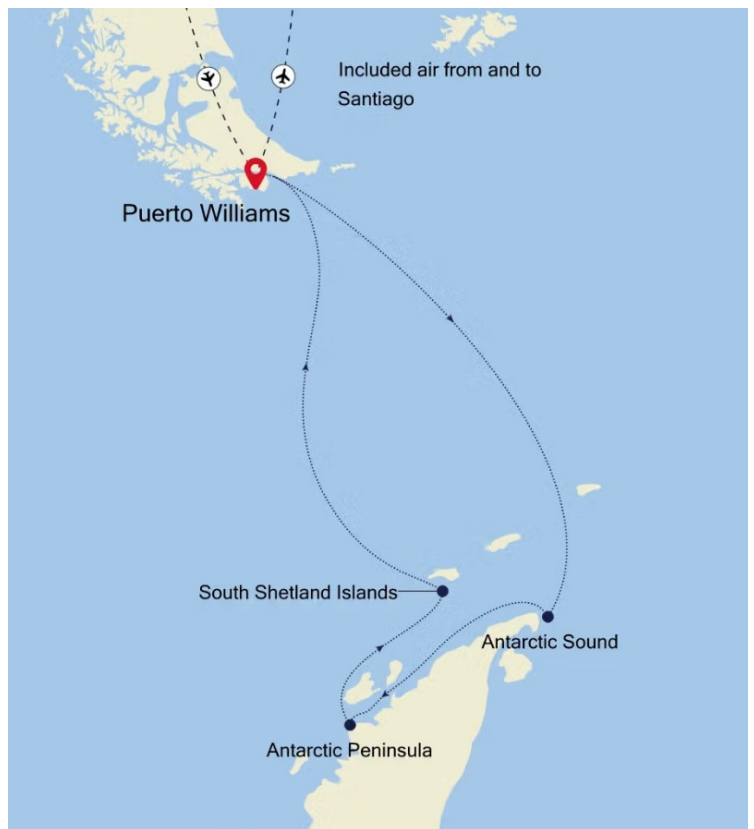 Included air from and to
Santiago
Puerto Williams
South Shetland Islands
Antarctic Sound
Antarctic Peninsula